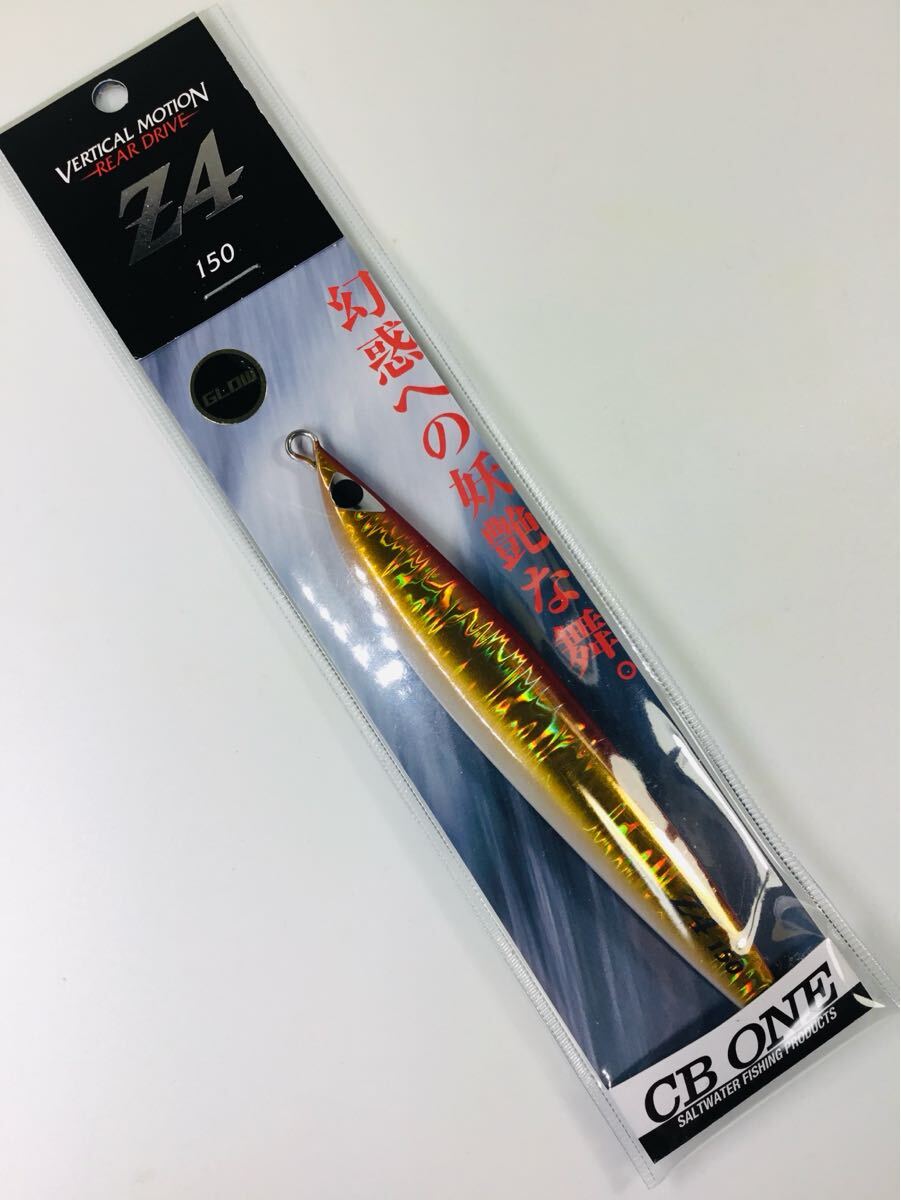 VERTICAL MOTION
REAR DRIVE
Z4
150
GLOW
幻惑への妖艶な舞。
Z4 150
CB ONE
SALTWATER FISHING PRODUCTS